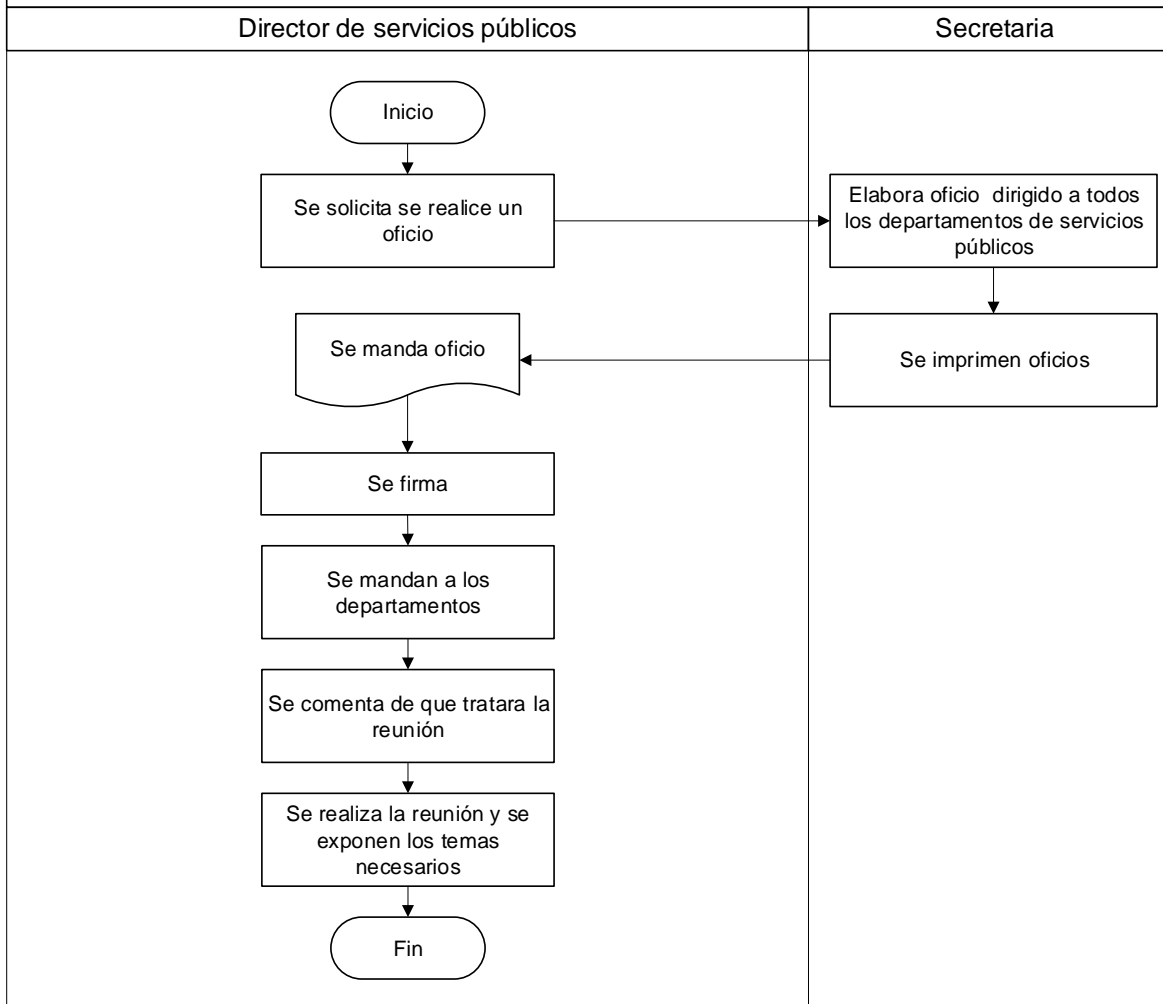 Director de servicios públicos
Secretaria
Inicio
Se solicita se realice un
oficio
Elabora oficio dirigido a todos
los departamentos de servicios
públicos
Se manda oficio
Se imprimen oficios
Se firma
Se mandan a los
departamentos
Se comenta de que tratara la
reunión
Se realiza la reunión y se
exponen los temas
necesarios
Fin